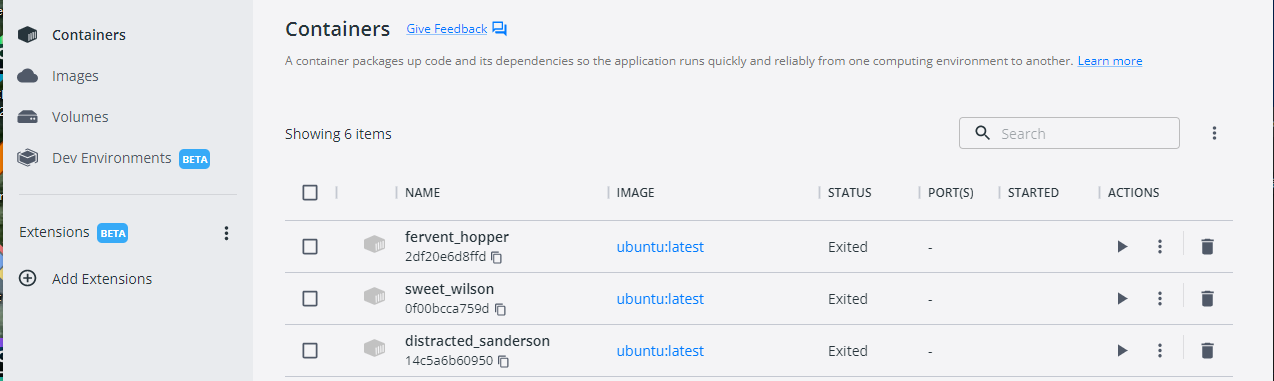 Containers
Images
Volumes
Dev Environments BETA
Extensions BETA
Add Extensions
Containers Give Feedback
A container packages up code and its dependencies so the application runs quickly and reliably from one computing environment to another. Learn more
Showing 6 items
Search
NAME IMAGE STATUS PORT(S) STARTED ACTIONS
fervent_hopper
2df20e6d8ffd
ubuntu:latest Exited -
sweet_wilson
0f00bcca759d
ubuntu:latest Exited -
distracted_sanderson
14c5a6b60950
ubuntu:latest Exited -